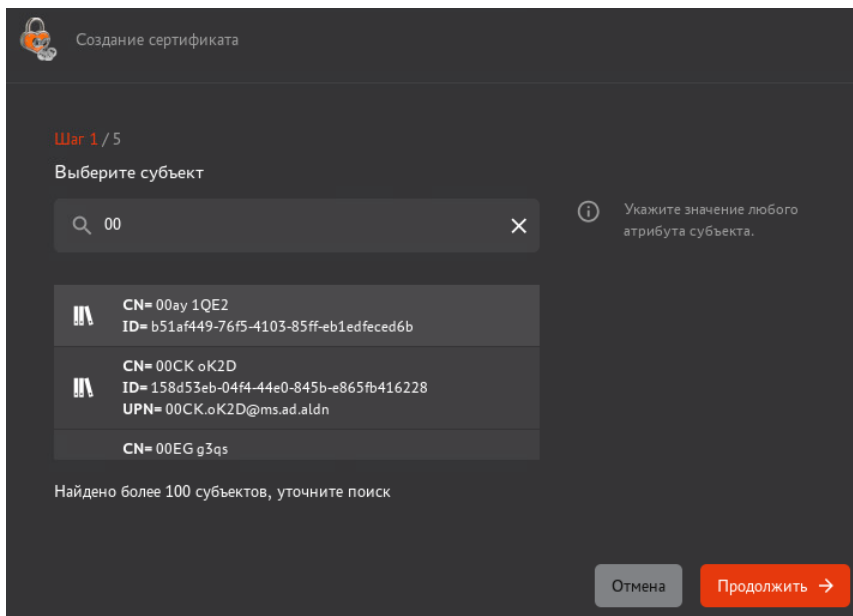 Создание сертификата
Шаг 1 / 5
Выберите субъект
00
Укажите значение любого
атрибута субъекта.
CN= 00ay 1QE2
ID= b51af449-76f5-4103-85ff-eb1edfeced6b
CN= 00CK oK2D
ID= 158d53eb-04f4-44e0-845b-e865fb416228
UPN= 00CK.oK2D@ms.ad.aldn
CN= 00EG g3qs
Найдено более 100 субъектов, уточните поиск
Отмена
Продолжить →